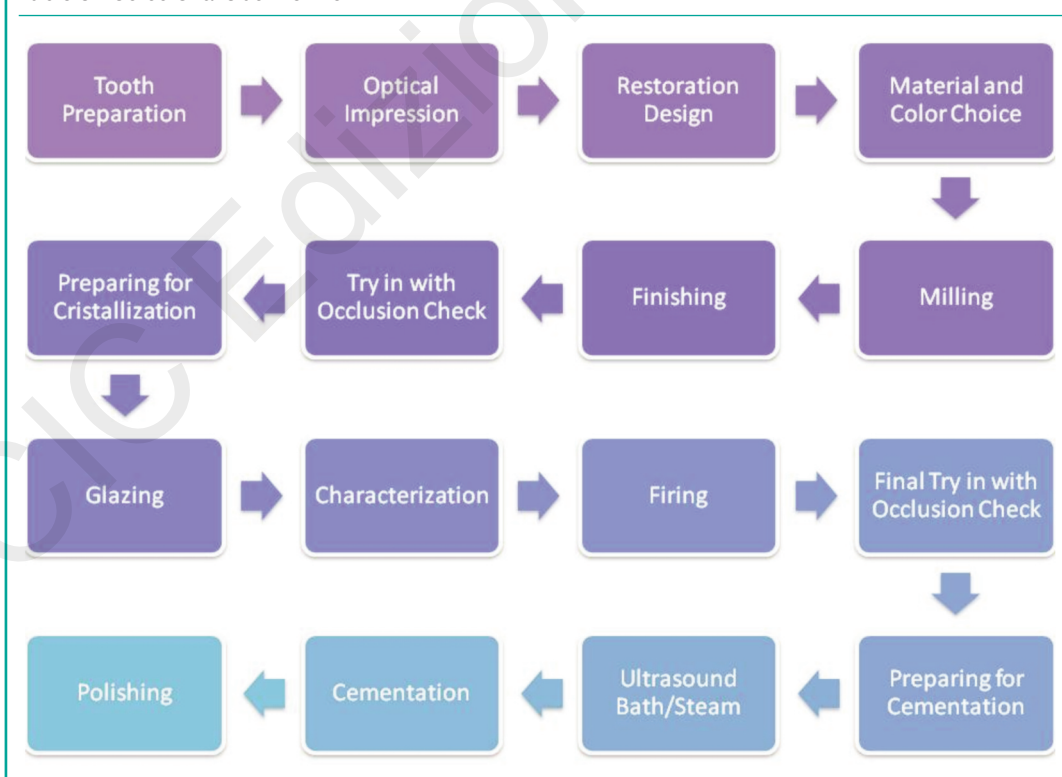 Tooth
Preparation
Optical
Impression
Restoration
Design
Material and
Color Choice
Preparing for
Cristallization
Try in with
Occlusion Check
Finishing
Milling
Glazing
Characterization
Firing
Final Try in with
Occlusion Check
Polishing
Cementation
Ultrasound
Bath/Steam
Preparing for
Cementation
CIC